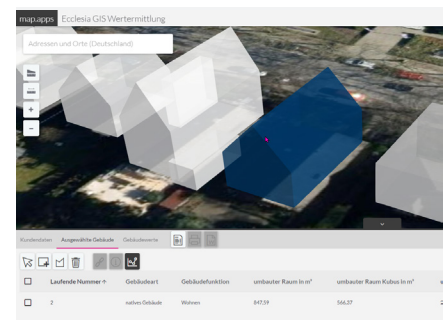 map.apps Ecclesia GIS Wertermittlung
Adressen und Orte (Deutschland)
Kundendaten Ausgewählte Gebäude Gebäudewerte
Laufende Nummer Gebäudeart Gebäudefunktion umbauter Raum in m³ umbauter Raum Kubus in m³
2 natives Gebäude Wohnen 847,59 566,37